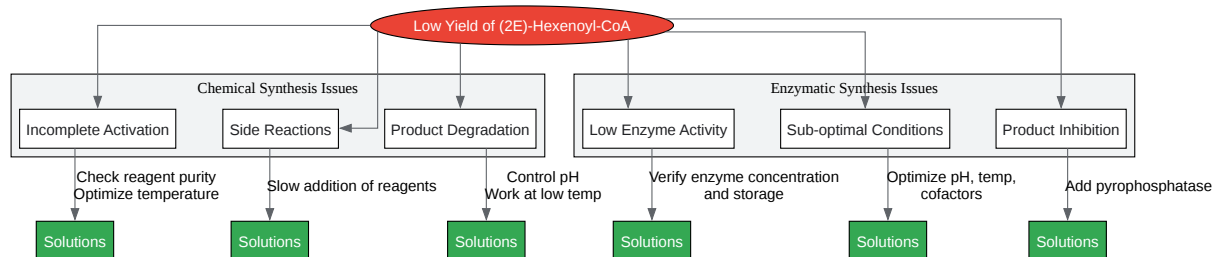 Low Yield of (2E)-Hexenoyl-CoA
Chemical Synthesis Issues
Enzymatic Synthesis Issues
Incomplete Activation
Side Reactions
Product Degradation
Low Enzyme Activity
Sub-optimal Conditions
Product Inhibition
Check reagent purity
Optimize temperature
Slow addition of reagents
Control pH
Work at low temp
Verify enzyme concentration
and storage
Optimize pH, temp,
cofactors
Add pyrophosphatase
Solutions
Solutions
Solutions
Solutions
Solutions
Solutions